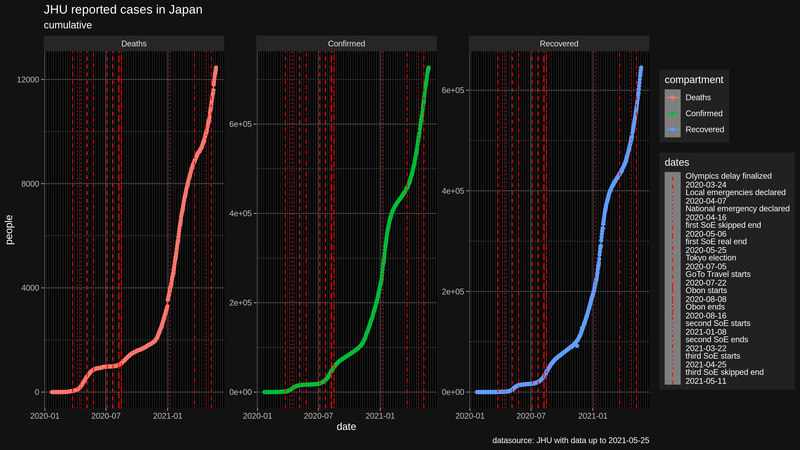 JHU reported cases in Japan
cumulative
Deaths
Confirmed
Recovered
people
12000
8000
4000
0
6e+05
4e+05
2e+05
0e+00
6e+05
4e+05
2e+05
0e+00
2020-01
2020-07
2021-01
2020-01
2020-07
2021-01
2020-01
2020-07
2021-01
date
compartment
Deaths
Confirmed
Recovered
dates
Olympics delay finalized
2020-03-24
Local emergencies declared
2020-04-07
National emergency declared
2020-04-16
first SoE skipped end
2020-05-06
first SoE real end
2020-05-25
Tokyo election
2020-07-05
GoTo Travel starts
2020-07-22
Obon starts
2020-08-08
Obon ends
2020-08-16
second SoE starts
2021-01-08
second SoE ends
2021-03-22
third SoE starts
2021-04-25
third SoE skipped end
2021-05-11
datasource: JHU with data up to 2021-05-25